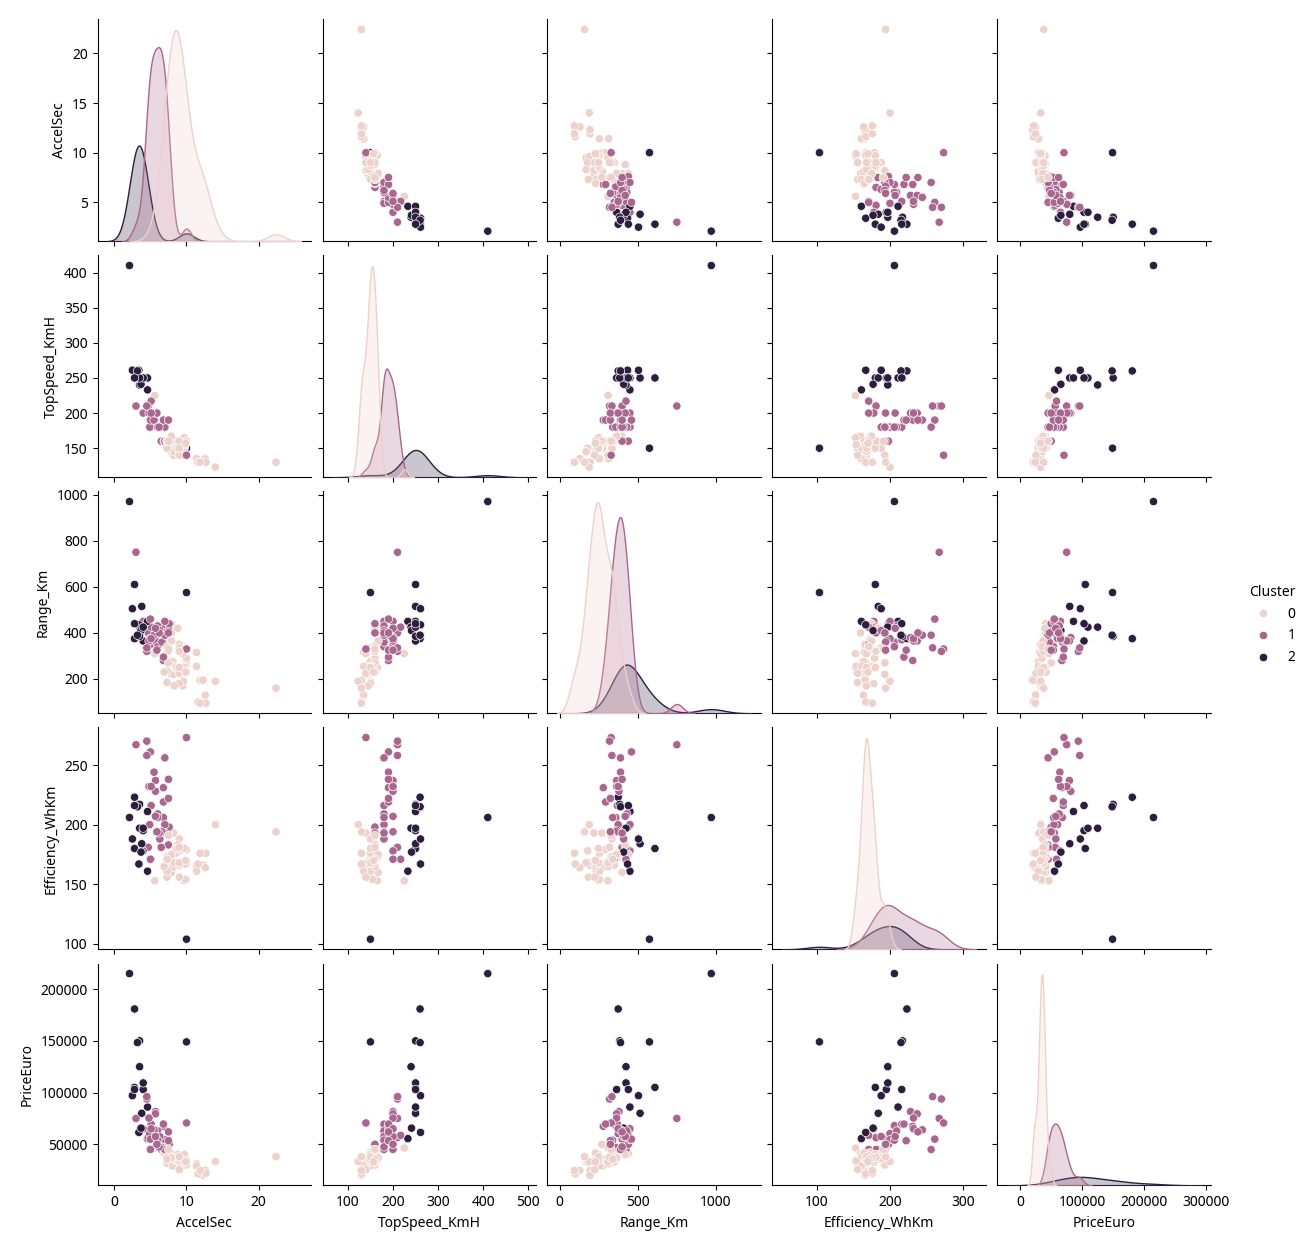 AccelSec
20
15
10
5
TopSpeed_KmH
400
350
300
250
200
150
Range_Km
1000
800
600
400
200
Efficiency_WhKm
250
200
150
100
PriceEuro
200000
150000
100000
50000
0 10 20
100 200 300 400 500
0 500 1000
100 200 300
0 100000 200000 300000
AccelSec
TopSpeed_KmH
Range_Km
Efficiency_WhKm
PriceEuro
Cluster
0
1
2